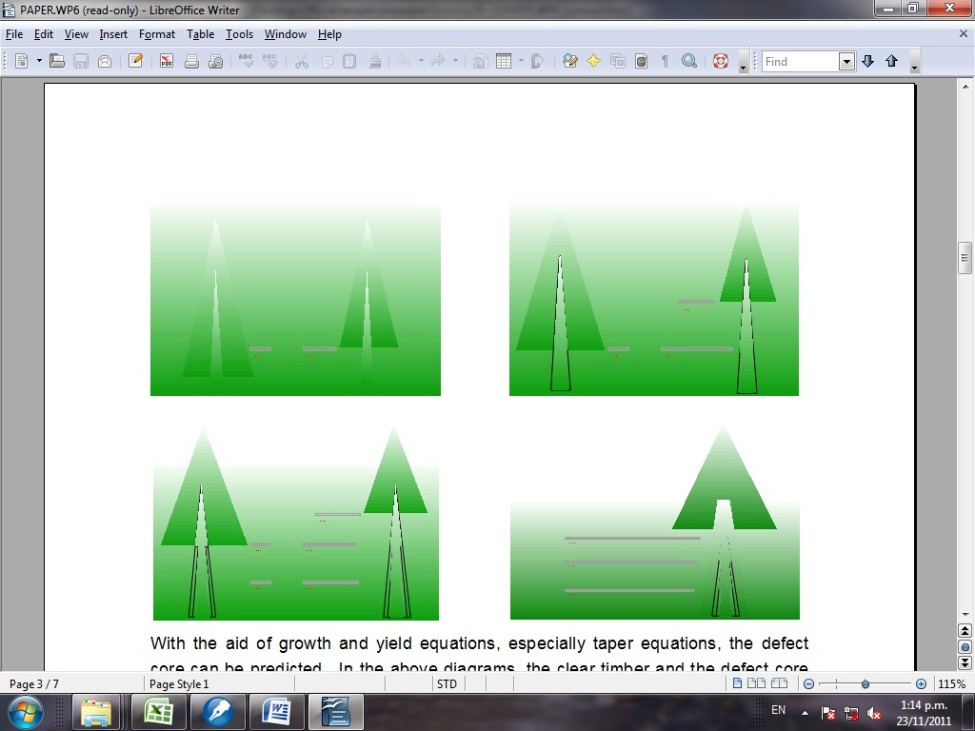 PAPER.WP6 (read-only) - LibreOffice Writer
File Edit View Insert Format Table Tools Window Help
Find
With the aid of growth and yield equations, especially taper equations, the defect
core can be predicted. In the above diagrams, the clear timber and the defect core
Page 3 / 7 Page Style1 STD 115%
EN 1:14 p.m.
23/11/2011